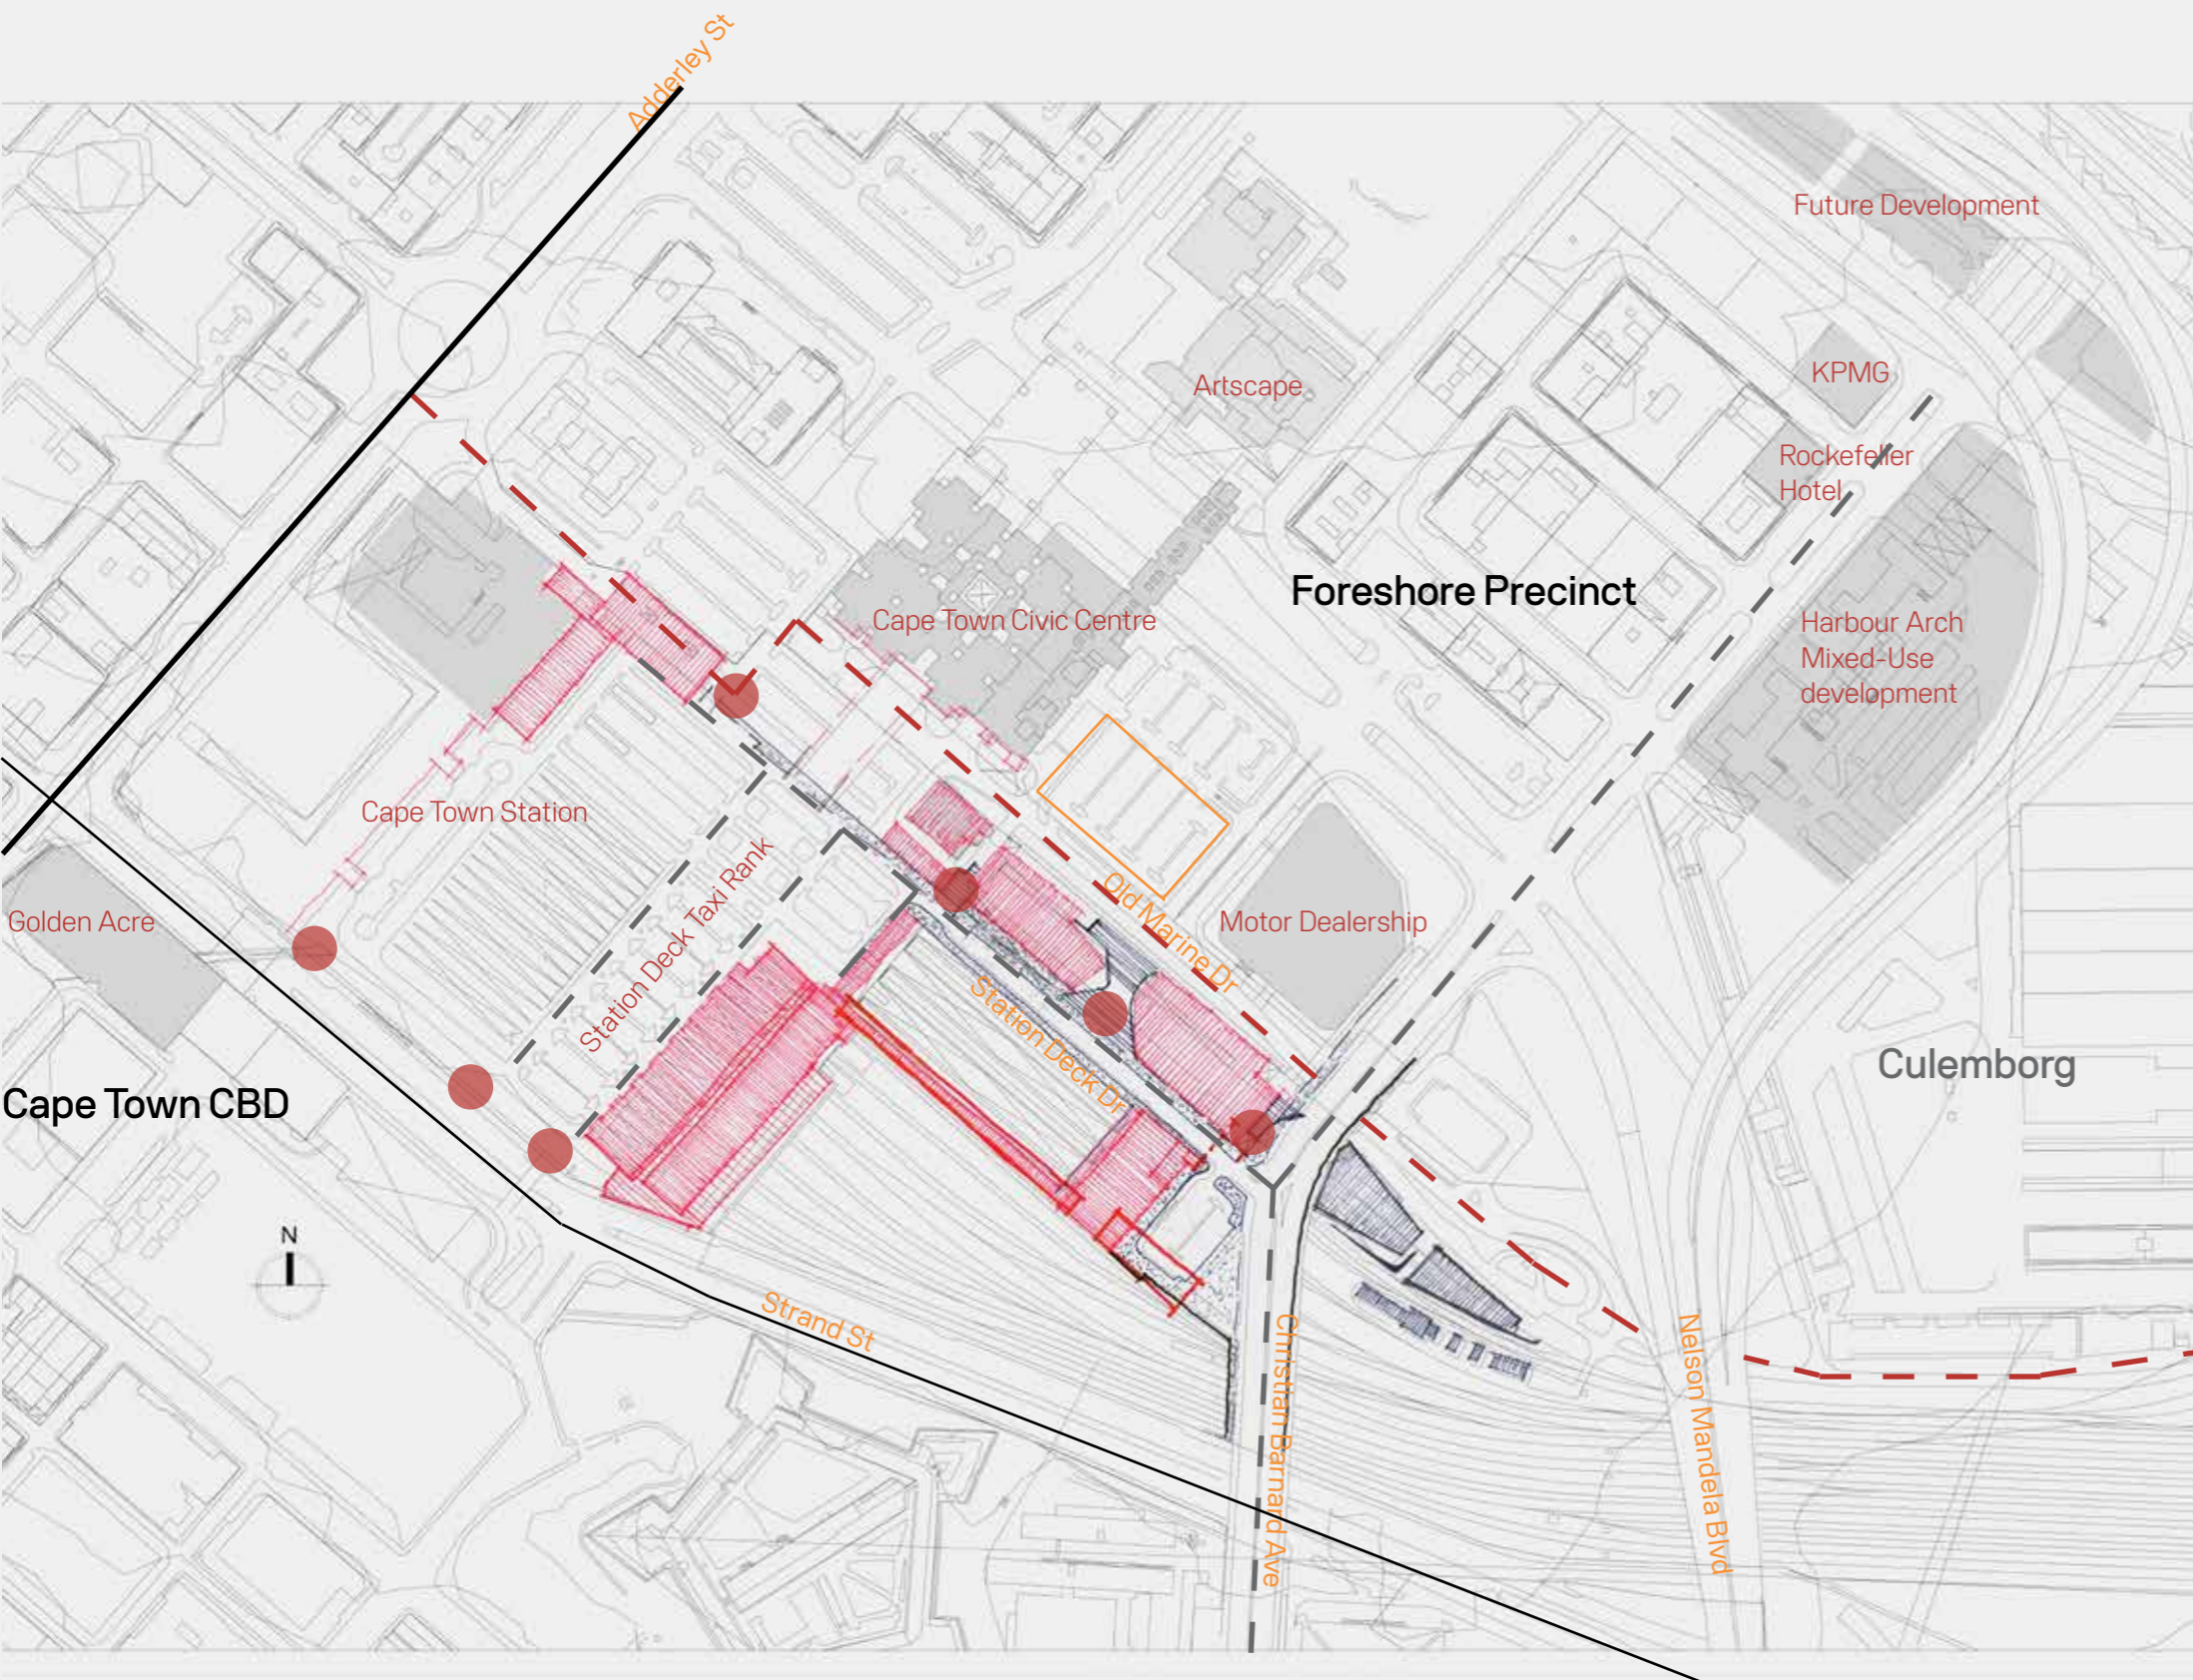 Adderley St
Future Development
KPMG
Artscape
Rockefeller
Hotel
Foreshore Precinct
Cape Town Civic Centre
Harbour Arch
Mixed-Use
development
Cape Town Station
Station Deck Taxi Rank
Golden Acre
Old Marine Dr
Motor Dealership
Station Deck Dr
Culemborg
Cape Town CBD
N
Strand St
Christian Barnard Ave
Nelson Mandela Blvd